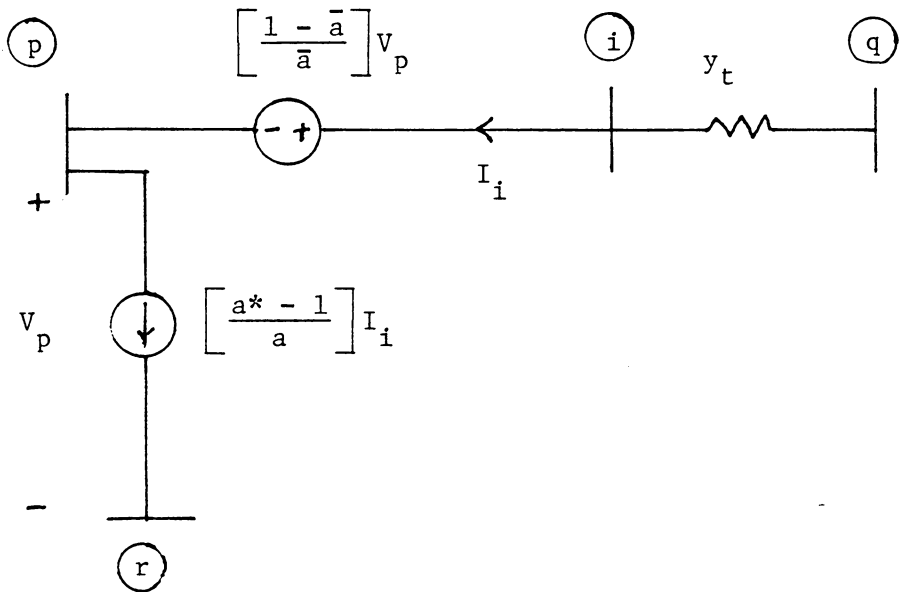 p
[1 - ā / ā] V_p
i
y_t
q
- +
I_i
+
V_p
[a* - 1 / a] I_i
-
r